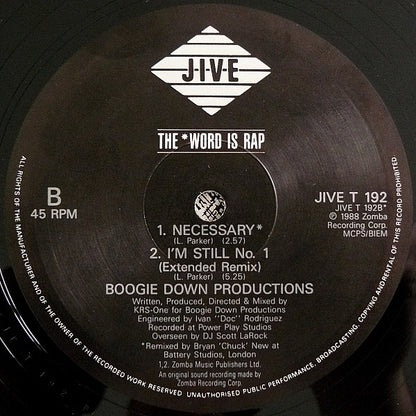 J·I·V·E
THE *WORD IS RAP
B
45 RPM
JIVE T 192
JIVE T 192B*
℗ 1988 Zomba
Recording Corp.
MCPS/BIEM
1. NECESSARY*
(L. Parker) (2.57)
2. I'M STILL No. 1
(Extended Remix)
(L. Parker) (5.25)
BOOGIE DOWN PRODUCTIONS
Written, Produced, Directed & Mixed by
KRS-One for Boogie Down Productions
Engineered by Ivan "Doc" Rodriguez
Recorded at Power Play Studios
Overseen by DJ Scott LaRock
*Remixed by Bryan 'Chuck' New at
Battery Studios, London
1,2. Zomba Music Publishers Ltd.
An original sound recording made by
Zomba Recording Corp.
ALL RIGHTS OF THE MANUFACTURER AND OF THE OWNER OF THE RECORDED WORK RESERVED. UNAUTHORISED PUBLIC PERFORMANCE, BROADCASTING, COPYING AND RENTAL OF THIS RECORD PROHIBITED